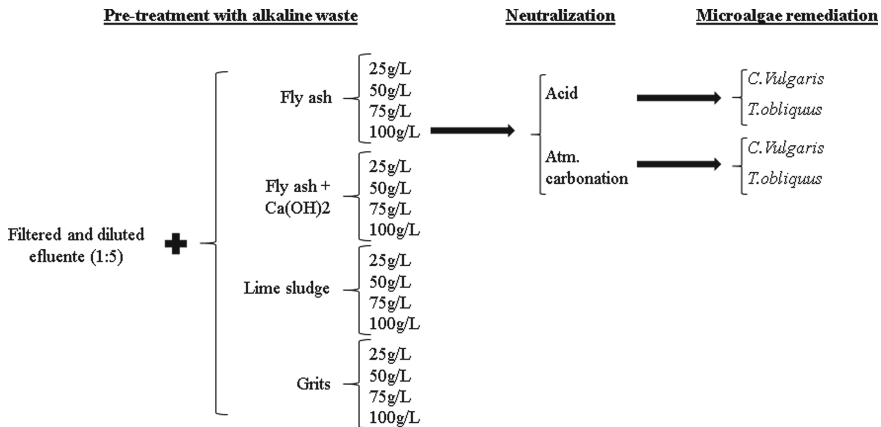 Pre-treatment with alkaline waste
Neutralization
Microalgae remediation
Filtered and diluted
efluente (1:5)
Fly ash
25g/L
50g/L
75g/L
100g/L
Fly ash +
Ca(OH)2
25g/L
50g/L
75g/L
100g/L
Lime sludge
25g/L
50g/L
75g/L
100g/L
Grits
25g/L
50g/L
75g/L
100g/L
Acid
Atm.
carbonation
C.Vulgaris
T.obliquus
C.Vulgaris
T.obliquus